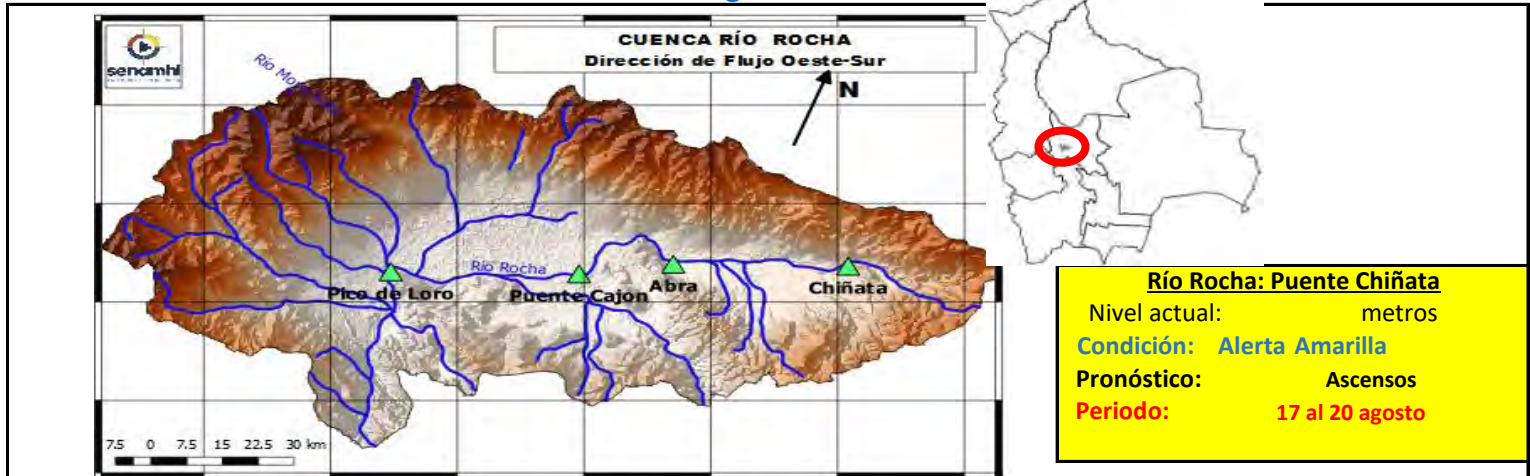 senamhi
CUENCA RÍO ROCHA
Dirección de Flujo Oeste-Sur
N
Río
Río Rocha
Pico de Loro
Puente Cajon
Abra
Chiñata
7.5 0 7.5 15 22.5 30 km
Río Rocha: Puente Chiñata
Nivel actual: metros
Condición: Alerta Amarilla
Pronóstico: Ascensos
Periodo: 17 al 20 agosto